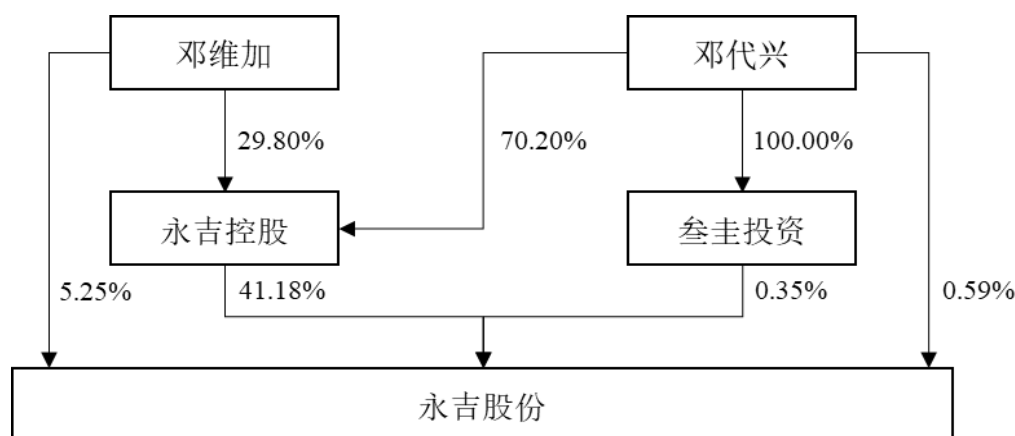 邓维加
邓代兴
29.80%
70.20%
100.00%
永吉控股
叁圭投资
5.25%
41.18%
0.35%
0.59%
永吉股份